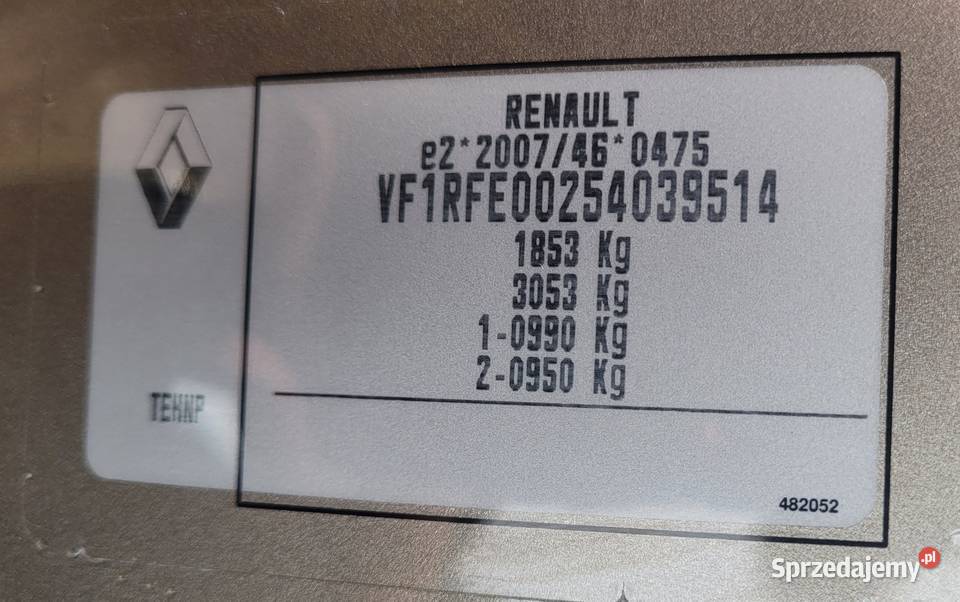 RENAULT
e2*2007/46*0475
VF1RFE00254039514
1853 Kg
3053 Kg
1-0990 Kg
2-0950 Kg
TEHNP
482052
Sprzedajemy.pl